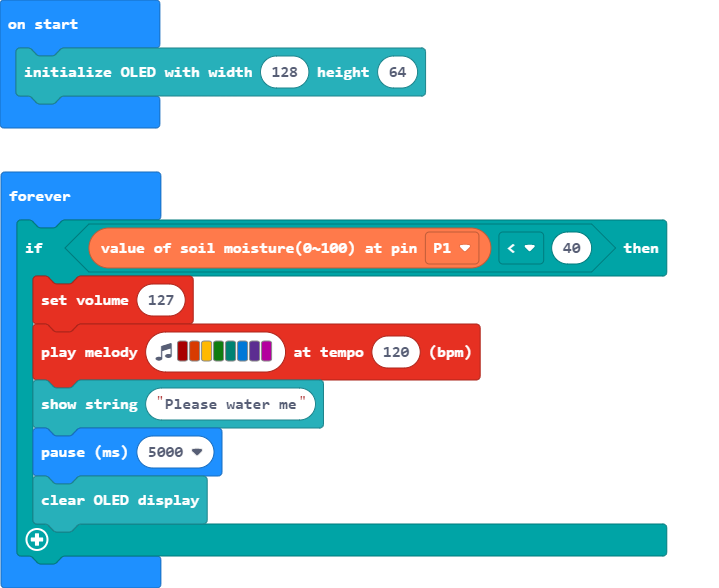 on start
initialize OLED with width 128 height 64
forever
if value of soil moisture(0~100) at pin P1 < 40 then
set volume 127
play melody at tempo 120 (bpm)
show string "Please water me"
pause (ms) 5000
clear OLED display